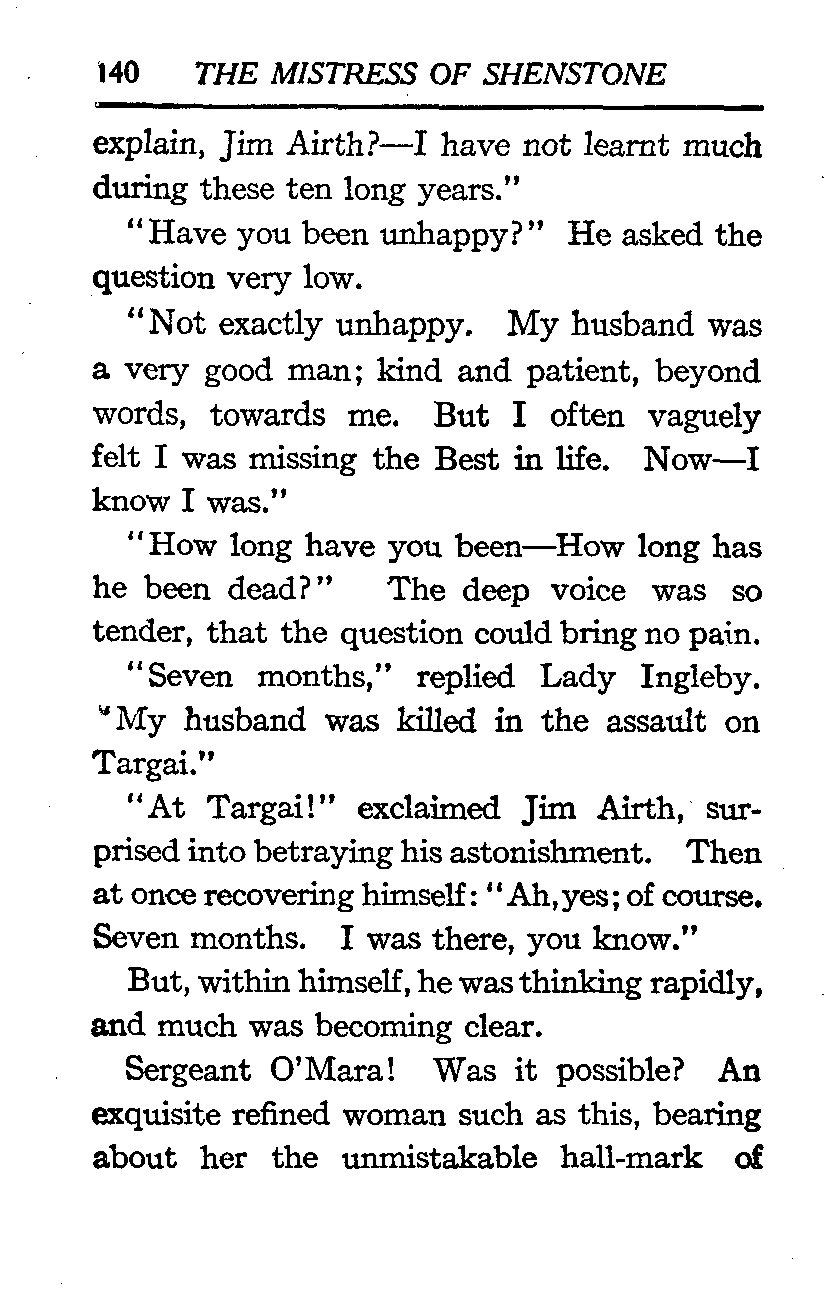 140 THE MISTRESS OF SHENSTONE
explain, Jim Airth?—I have not learnt much
during these ten long years."
"Have you been unhappy?" He asked the
question very low.
"Not exactly unhappy. My husband was
a very good man; kind and patient, beyond
words, towards me. But I often vaguely
felt I was missing the Best in life. Now—I
know I was."
"How long have you been—How long has
he been dead?" The deep voice was so
tender, that the question could bring no pain.
"Seven months," replied Lady Ingleby.
"My husband was killed in the assault on
Targai."
"At Targai!" exclaimed Jim Airth, sur-
prised into betraying his astonishment. Then
at once recovering himself: "Ah, yes; of course.
Seven months. I was there, you know."
But, within himself, he was thinking rapidly,
and much was becoming clear.
Sergeant O'Mara! Was it possible? An
exquisite refined woman such as this, bearing
about her the unmistakable hall-mark of